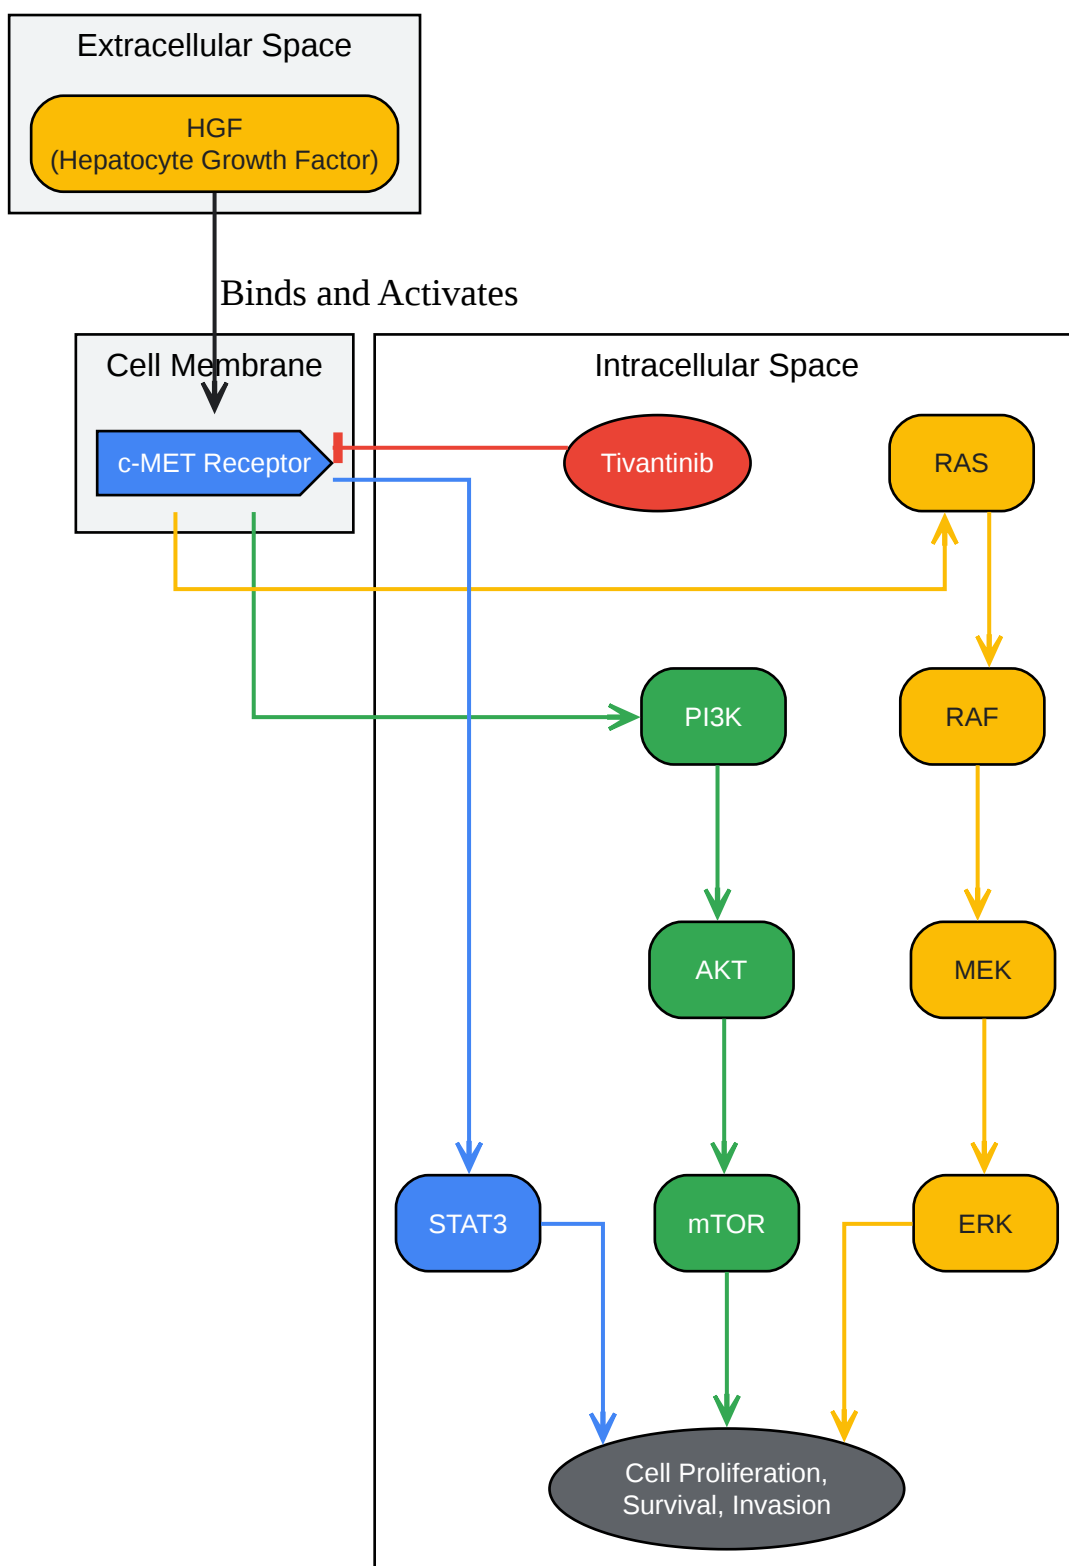 Extracellular Space
HGF
(Hepatocyte Growth Factor)
Binds and Activates
Cell Membrane
Intracellular Space
c-MET Receptor
Tivantinib
RAS
PI3K
RAF
AKT
MEK
STAT3
mTOR
ERK
Cell Proliferation,
Survival, Invasion